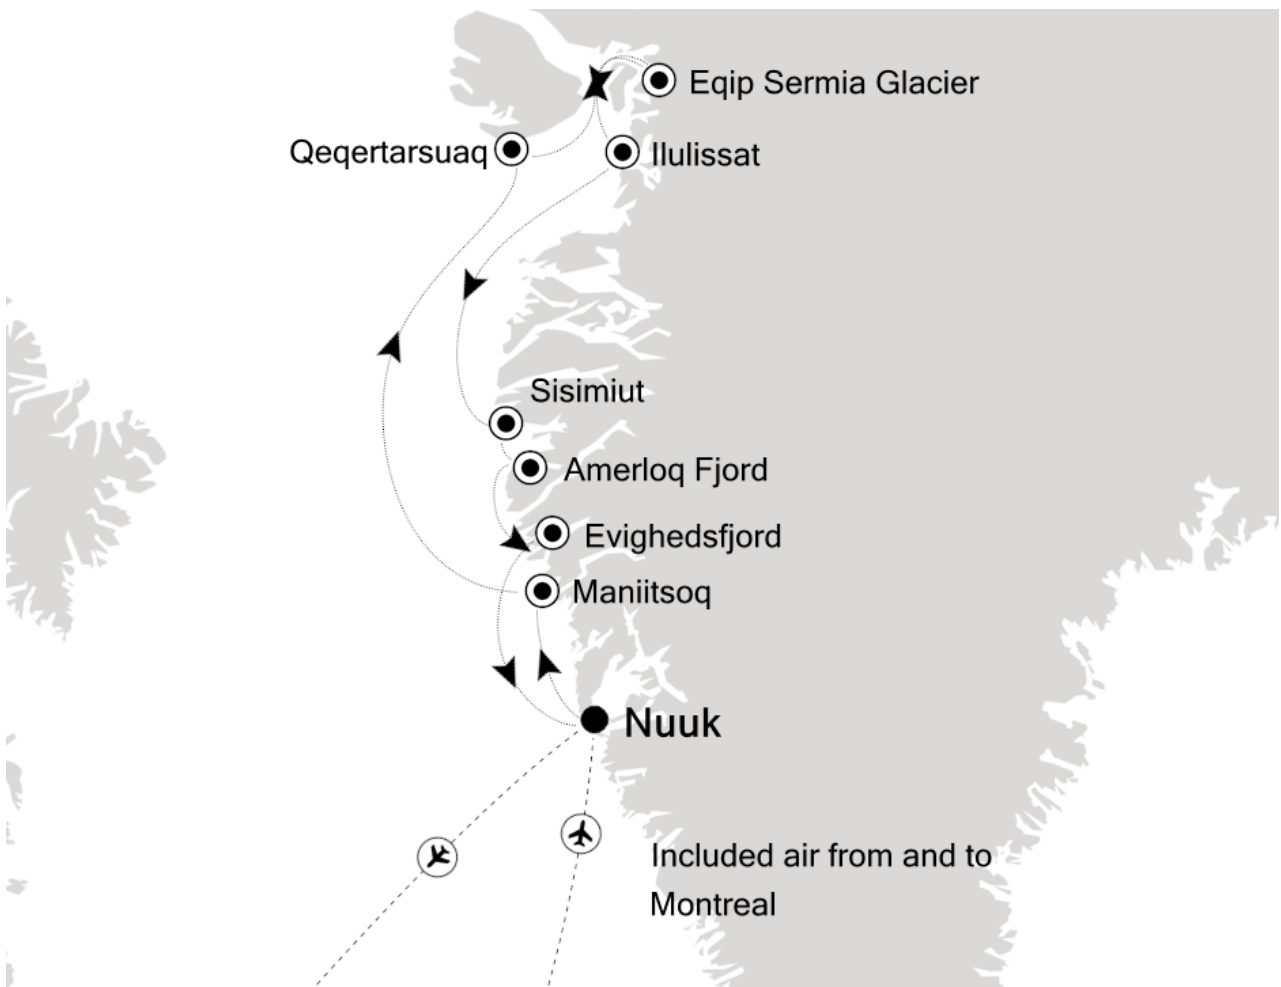 Eqip Sermia Glacier
Qeqertarsuaq
Ilulissat
Sisimiut
Amerloq Fjord
Evighedsfjord
Maniitsoq
Nuuk
Included air from and to
Montreal